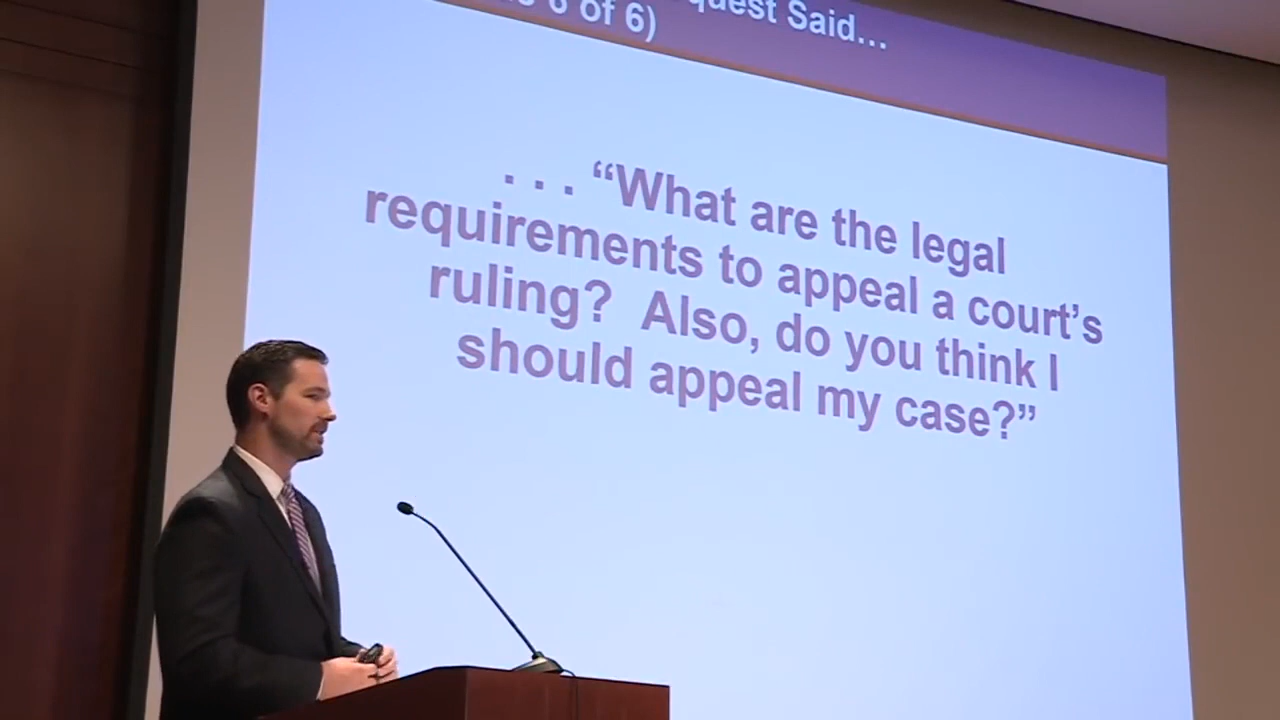 quest Said...
of 6)
. . . “What are the legal
requirements to appeal a court’s
ruling? Also, do you think I
should appeal my case?”